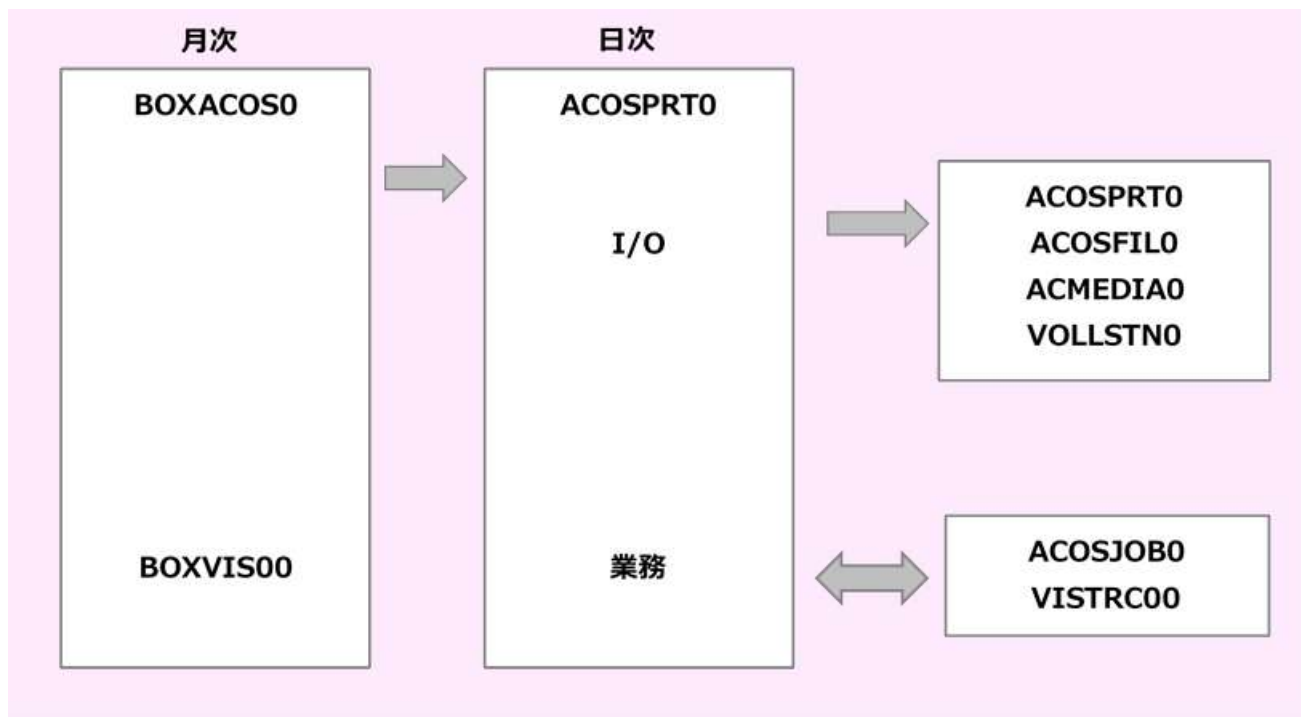 月次
BOXACOS0
BOXVIS00
日次
ACOSPRT0
I/O
業務
ACOSPRT0
ACOSFIL0
ACMEDIA0
VOLLSTN0
ACOSJOB0
VISTRC00